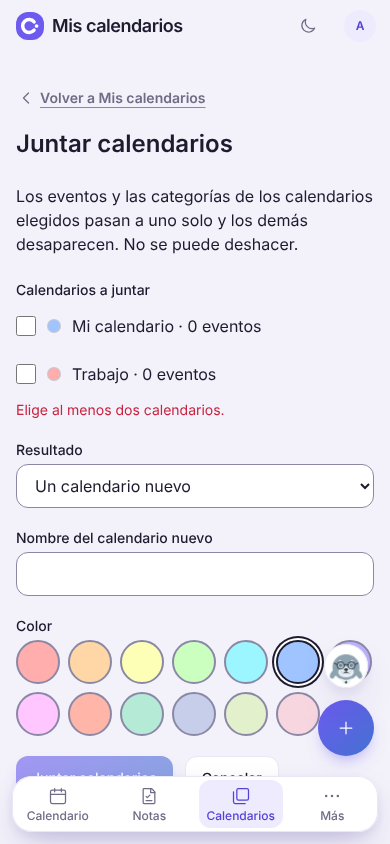 Mis calendarios
A
Volver a Mis calendarios
Juntar calendarios
Los eventos y las categorías de los calendarios
elegidos pasan a uno solo y los demás
desaparecen. No se puede deshacer.
Calendarios a juntar
Mi calendario · 0 eventos
Trabajo · 0 eventos
Elige al menos dos calendarios.
Resultado
Un calendario nuevo
Nombre del calendario nuevo
Color
Calendario
Notas
Calendarios
Más